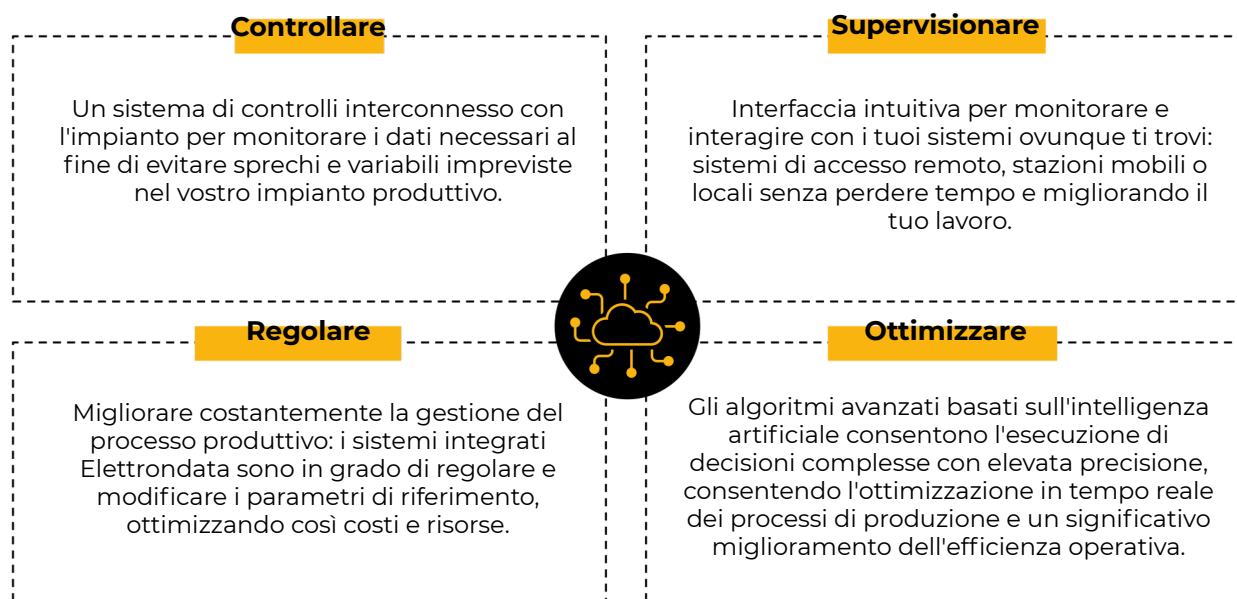 Controllare
Un sistema di controlli interconnesso con
l'impianto per monitorare i dati necessari al
fine di evitare sprechi e variabili impreviste
nel vostro impianto produttivo.
Supervisionare
Interfaccia intuitiva per monitorare e
interagire con i tuoi sistemi ovunque ti trovi:
sistemi di accesso remoto, stazioni mobili o
locali senza perdere tempo e migliorando il
tuo lavoro.
Regolare
Migliorare costantemente la gestione del
processo produttivo: i sistemi integrati
Elettrondata sono in grado di regolare e
modificare i parametri di riferimento,
ottimizzando così costi e risorse.
Ottimizzare
Gli algoritmi avanzati basati sull'intelligenza
artificiale consentono l'esecuzione di
decisioni complesse con elevata precisione,
consentendo l'ottimizzazione in tempo reale
dei processi di produzione e un significativo
miglioramento dell'efficienza operativa.